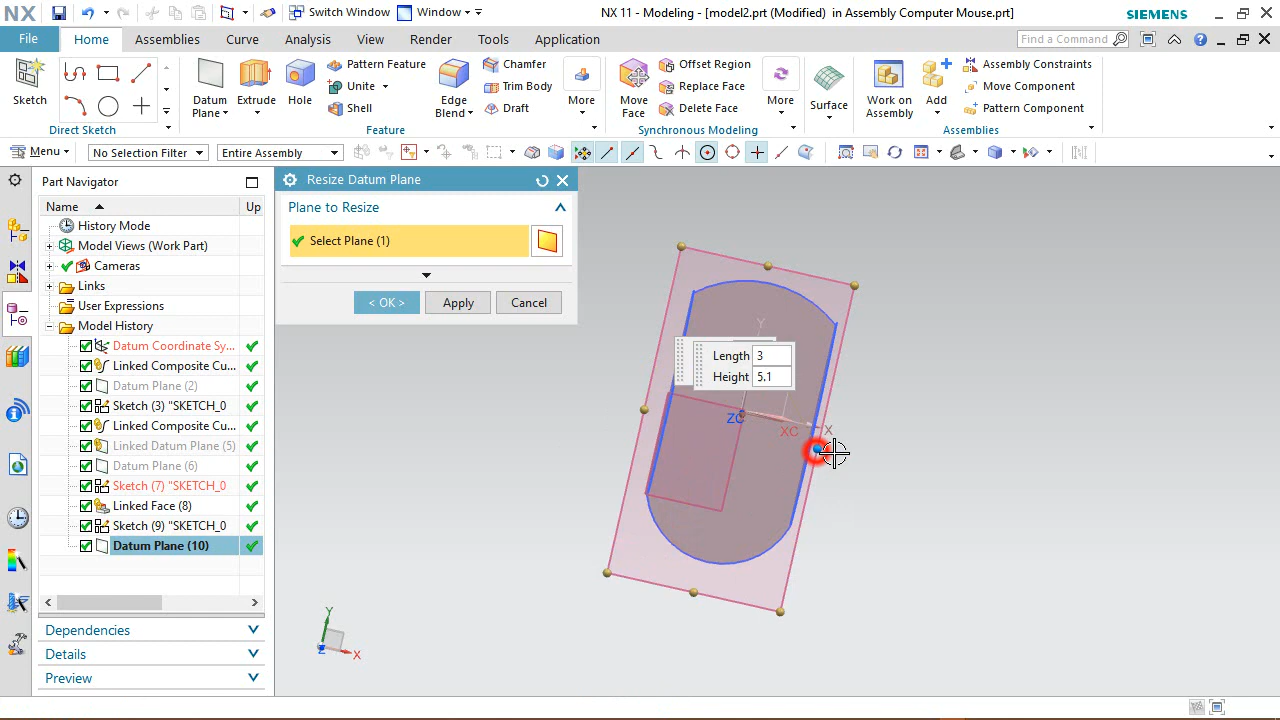 NX
Switch Window
Window
NX 11 - Modeling - [model2.prt (Modified) in Assembly Computer Mouse.prt]
SIEMENS
File
Home
Assemblies
Curve
Analysis
View
Render
Tools
Application
Find a Command
Sketch
Direct Sketch
Datum Plane
Extrude
Hole
Pattern Feature
Unite
Shell
Edge Blend
Chamfer
Trim Body
Draft
More
Feature
Move Face
Offset Region
Replace Face
Delete Face
More
Synchronous Modeling
Surface
Work on Assembly
Add
Assembly Constraints
Move Component
Pattern Component
Assemblies
Menu
No Selection Filter
Entire Assembly
Part Navigator
Name
Up
History Mode
Model Views (Work Part)
Cameras
Links
User Expressions
Model History
Datum Coordinate Sy...
Linked Composite Cu...
Datum Plane (2)
Sketch (3) "SKETCH_0
Linked Composite Cu...
Linked Datum Plane (5)
Datum Plane (6)
Sketch (7) "SKETCH_0
Linked Face (8)
Sketch (9) "SKETCH_0
Datum Plane (10)
Dependencies
Details
Preview
Resize Datum Plane
Plane to Resize
Select Plane (1)
< OK >
Apply
Cancel
Y
Length 3
Height 5.1
ZC
XC
X
Y
Z
X